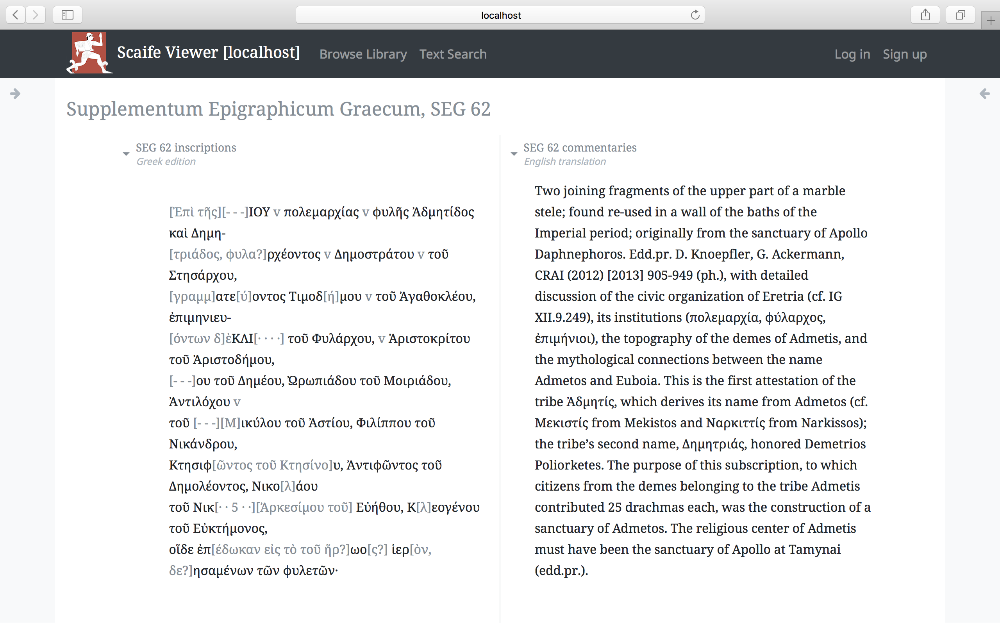 localhost
Scaife Viewer [localhost]
Browse Library
Text Search
Log in
Sign up
Supplementum Epigraphicum Graecum, SEG 62
SEG 62 inscriptions
Greek edition
[Ἐπὶ τῆς][- - -]ΙΟΥ v πολεμαρχίας v φυλῆς Ἀδμητίδος
καὶ Δημη-
[τριάδος, φυλα?]ρχέοντος v Δημοστράτου v τοῦ
Στησάρχου,
[γραμμ]ατε[ύ]οντος Τιμοδ[ή]μου v τοῦ Ἀγαθοκλέου,
ἐπιμηνιευ-
[όντων δ]ὲΚΛΙ[· · · ·] τοῦ Φυλάρχου, v Ἀριστοκρίτου
τοῦ Ἀριστοδήμου,
[- - -]ου τοῦ Δημέου, Ὠρωπιάδου τοῦ Μοιριάδου,
Ἀντιλόχου v
τοῦ [- - -][Μ]ικύλου τοῦ Ἀστίου, Φιλίππου τοῦ
Νικάνδρου,
Κτησιφ[ῶντος τοῦ Κτησίνο]υ, Ἀντιφῶντος τοῦ
Δημολέοντος, Νικο[λ]άου
τοῦ Νικ[· · 5 · ·][Ἀρκεσίμου τοῦ] Εὐήθου, Κ[λ]εογένου
τοῦ Εὐκτήμονος,
οἵδε ἐπ[έδωκαν εἰς τὸ τοῦ ἥρ?]ωο[ς?] ἱερ[ὸν,
δε?]ησαμένων τῶν φυλετῶν·
SEG 62 commentaries
English translation
Two joining fragments of the upper part of a marble
stele; found re-used in a wall of the baths of the
Imperial period; originally from the sanctuary of Apollo
Daphnephoros. Edd.pr. D. Knoepfler, G. Ackermann,
CRAI (2012) [2013] 905-949 (ph.), with detailed
discussion of the civic organization of Eretria (cf. IG
XII.9.249), its institutions (πολεμαρχία, φύλαρχος,
ἐπιμήνιοι), the topography of the demes of Admetis, and
the mythological connections between the name
Admetos and Euboia. This is the first attestation of the
tribe Ἀδμητίς, which derives its name from Admetos (cf.
Μεκιστίς from Mekistos and Ναρκιττίς from Narkissos);
the tribe’s second name, Δημητριάς, honored Demetrios
Poliorketes. The purpose of this subscription, to which
citizens from the demes belonging to the tribe Admetis
contributed 25 drachmas each, was the construction of a
sanctuary of Admetos. The religious center of Admetis
must have been the sanctuary of Apollo at Tamynai
(edd.pr.).